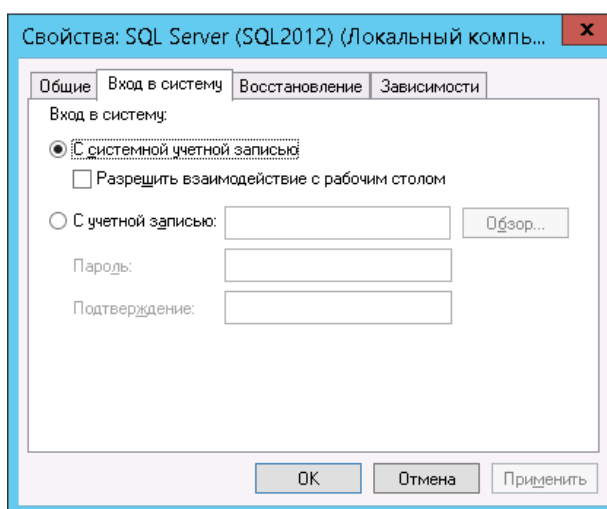 Свойства: SQL Server (SQL2012) (Локальный компь...
x
Общие Вход в систему Восстановление Зависимости
Вход в систему:
С системной учетной записью
Разрешить взаимодействие с рабочим столом
С учетной записью: Обзор...
Пароль:
Подтверждение:
OK Отмена Применить